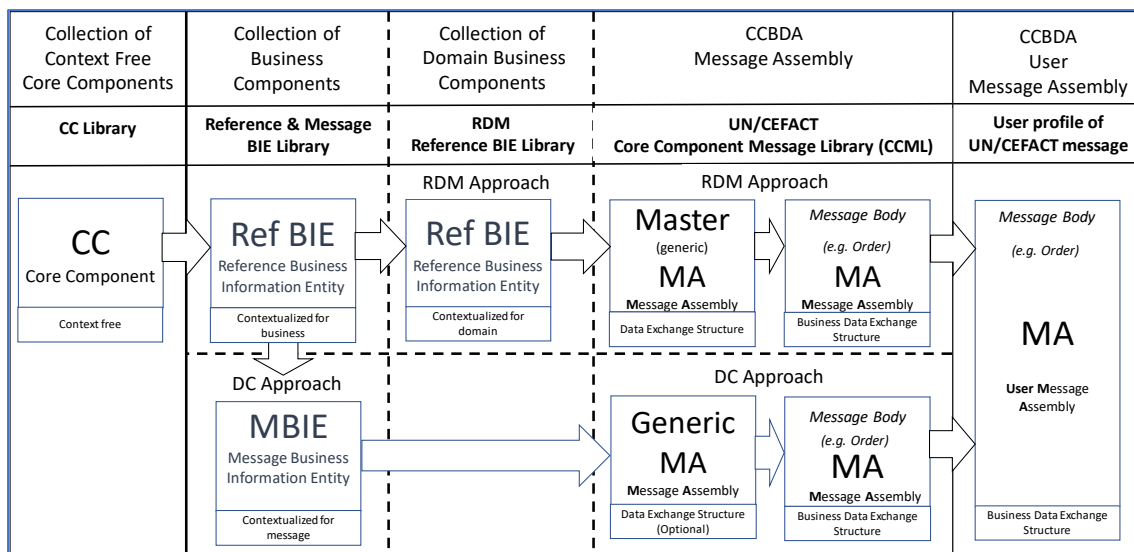 Collection of
Context Free
Core Components
Collection of
Business
Components
Collection of
Domain Business
Components
CCBDA
Message Assembly
CCBDA
User
Message Assembly
CC Library
Reference & Message
BIE Library
RDM
Reference BIE Library
UN/CEFACT
Core Component Message Library (CCML)
User profile of
UN/CEFACT message
RDM Approach
RDM Approach
CC
Core Component
Context free
Ref BIE
Reference Business
Information Entity
Contextualized for
business
Ref BIE
Reference Business
Information Entity
Contextualized for
domain
Master
(generic)
MA
Message Assembly
Data Exchange Structure
Message Body
(e.g. Order)
MA
Message Assembly
Business Data Exchange
Structure
Message Body
(e.g. Order)
MA
User Message
Assembly
Business Data Exchange
Structure
DC Approach
DC Approach
MBIE
Message Business
Information Entity
Contextualized for
message
Generic
MA
Message Assembly
Data Exchange Structure
(Optional)
Message Body
(e.g. Order)
MA
Message Assembly
Business Data Exchange
Structure